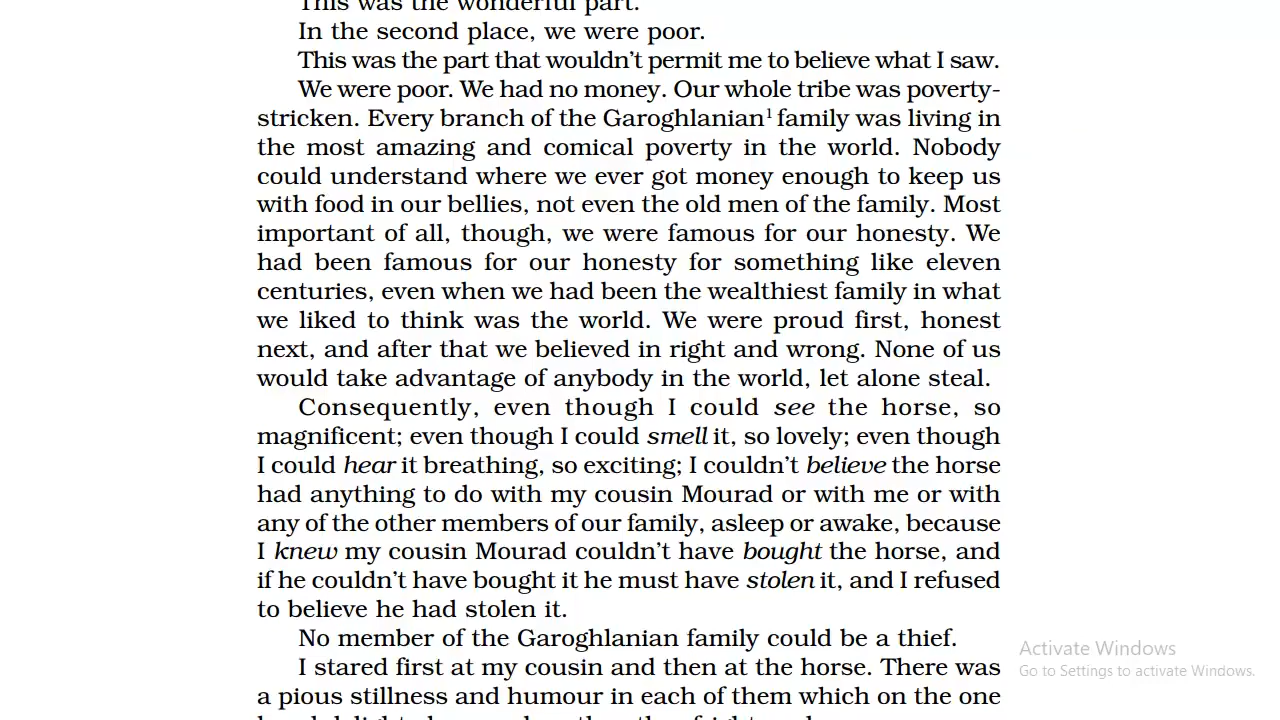 This was the wonderful part.
In the second place, we were poor.
This was the part that wouldn't permit me to believe what I saw.
We were poor. We had no money. Our whole tribe was poverty-
stricken. Every branch of the Garoghlanian¹ family was living in
the most amazing and comical poverty in the world. Nobody
could understand where we ever got money enough to keep us
with food in our bellies, not even the old men of the family. Most
important of all, though, we were famous for our honesty. We
had been famous for our honesty for something like eleven
centuries, even when we had been the wealthiest family in what
we liked to think was the world. We were proud first, honest
next, and after that we believed in right and wrong. None of us
would take advantage of anybody in the world, let alone steal.
Consequently, even though I could see the horse, so
magnificent; even though I could smell it, so lovely; even though
I could hear it breathing, so exciting; I couldn't believe the horse
had anything to do with my cousin Mourad or with me or with
any of the other members of our family, asleep or awake, because
I knew my cousin Mourad couldn't have bought the horse, and
if he couldn't have bought it he must have stolen it, and I refused
to believe he had stolen it.
No member of the Garoghlanian family could be a thief.
I stared first at my cousin and then at the horse. There was
a pious stillness and humour in each of them which on the one
Activate Windows
Go to Settings to activate Windows.